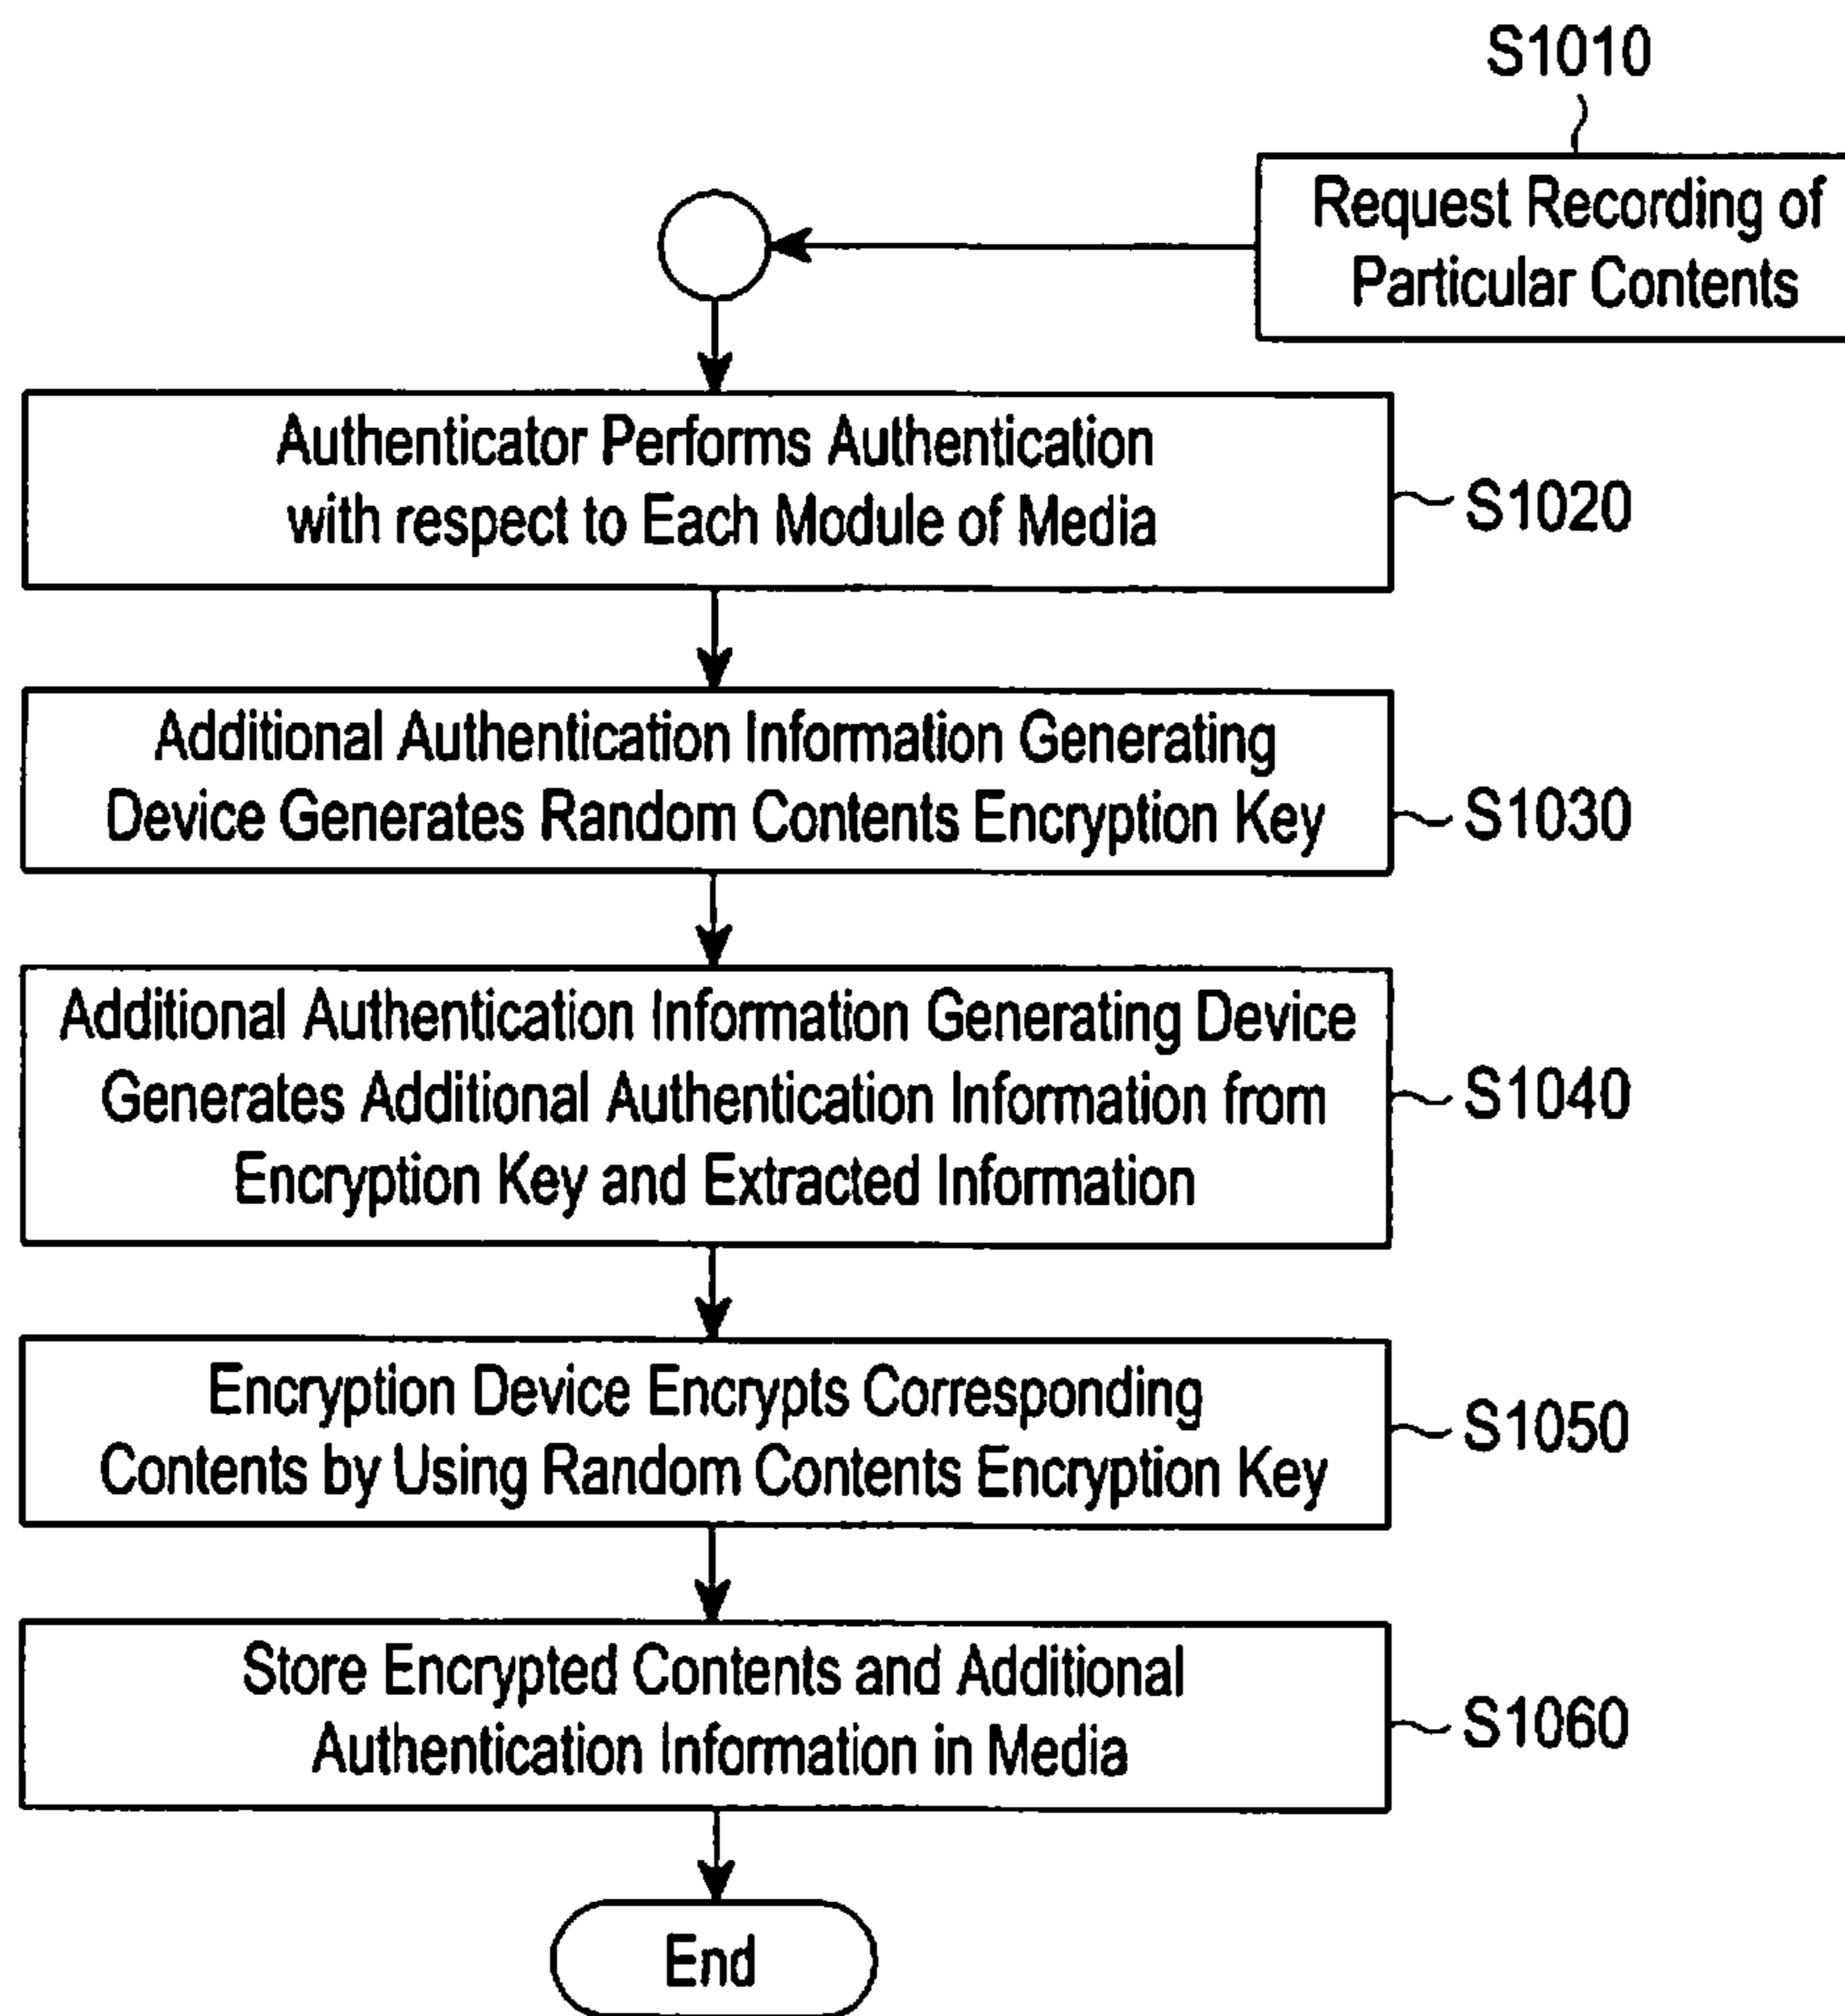 S1010
Request Recording of
Particular Contents
Authenticator Performs Authentication
with respect to Each Module of Media
S1020
Additional Authentication Information Generating
Device Generates Random Contents Encryption Key
S1030
Additional Authentication Information Generating Device
Generates Additional Authentication Information from
Encryption Key and Extracted Information
S1040
Encryption Device Encrypts Corresponding
Contents by Using Random Contents Encryption Key
S1050
Store Encrypted Contents and Additional
Authentication Information in Media
S1060
End